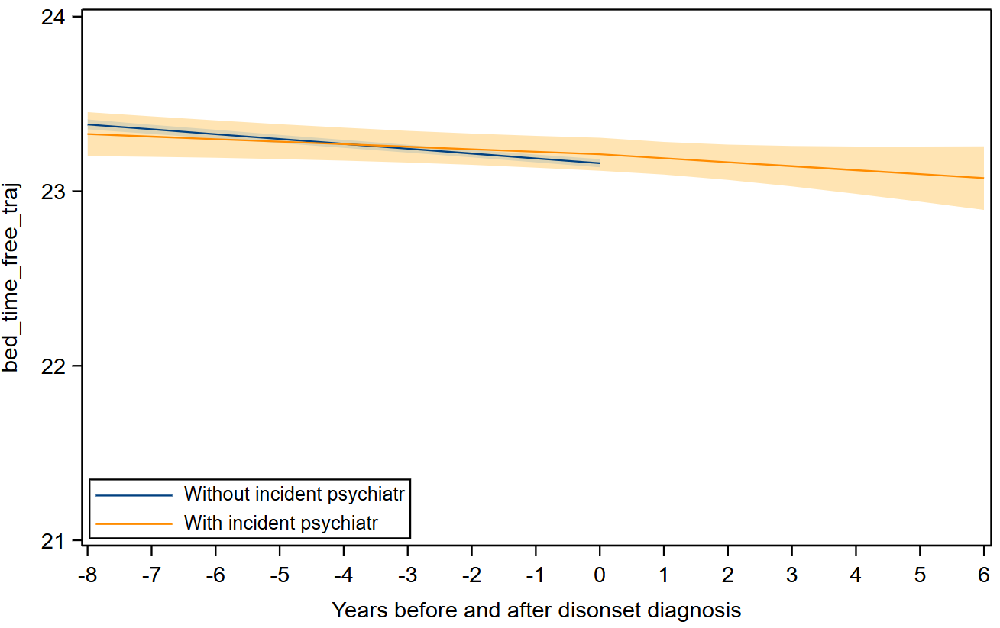 24
23
22
21
bed_time_free_traj
Without incident psychiatr
With incident psychiatr
-8 -7 -6 -5 -4 -3 -2 -1 0 1 2 3 4 5 6
Years before and after disonset diagnosis